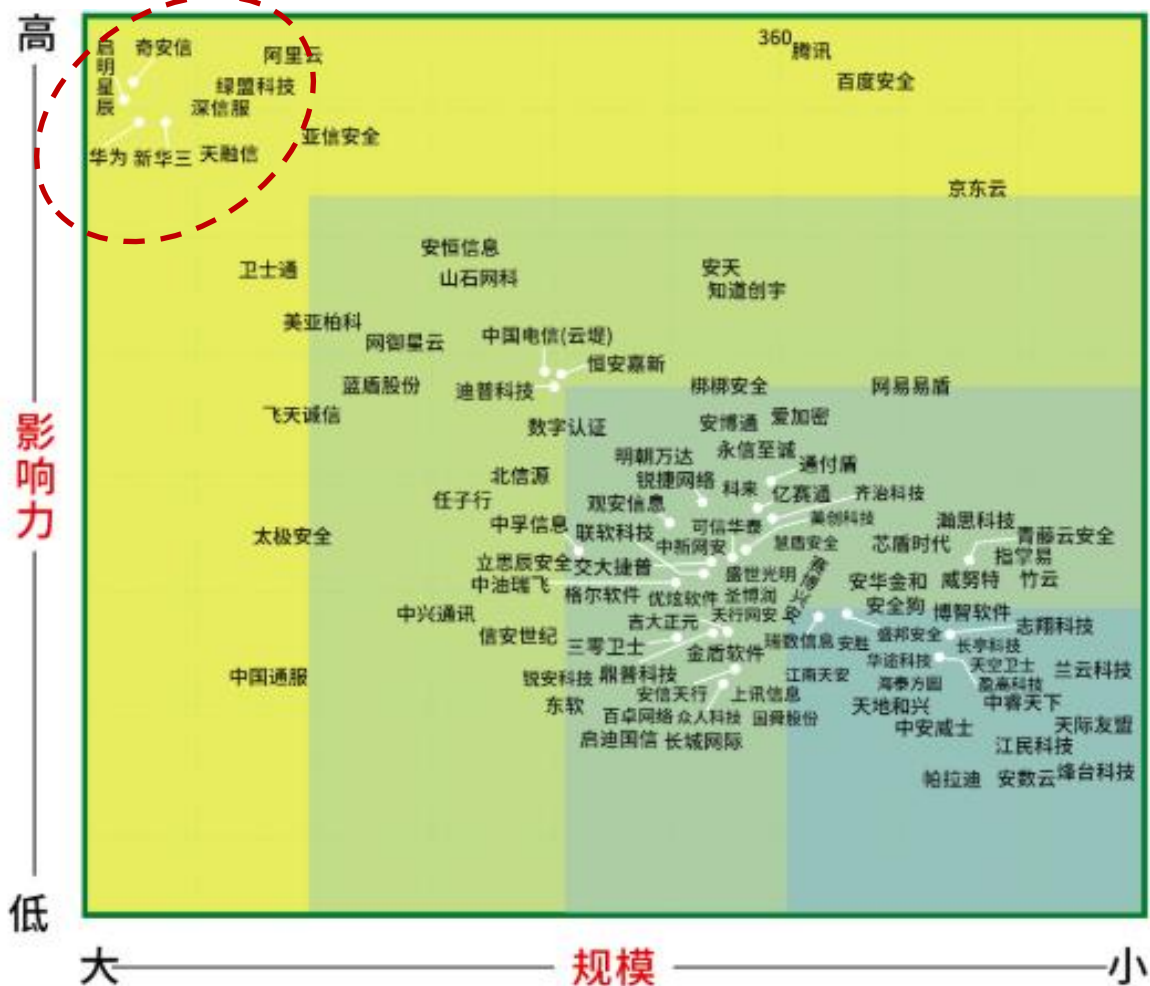 高
启明星辰
奇安信
阿里云
360
腾讯
绿盟科技
百度安全
深信服
亚信安全
华为
新华三
天融信
京东云
安恒信息
卫士通
山石网科
安天
知道创宇
美亚柏科
网御星云
中国电信(云堤)
恒安嘉新
蓝盾股份
迪普科技
梆梆安全
网易易盾
飞天诚信
数字认证
安博通
爱加密
影响力
明朝万达
永信至诚
通付盾
北信源
锐捷网络
科来
亿赛通
齐治科技
任子行
观安信息
中孚信息
联软科技
可信华泰
美创科技
瀚思科技
太极安全
中新网安
慧盾安全
芯盾时代
青藤云安全
指掌易
立思辰安全
交大捷普
盛世光明
中油瑞飞
安华金和
威努特
竹云
格尔软件
优炫软件
圣博润
中兴通讯
吉大正元
天行网安
安全狗
博智软件
志翔科技
信安世纪
三零卫士
金盾软件
瑞数信息
安胜
盛邦安全
长亭科技
中国通服
锐安科技
鼎普科技
江南天安
华途科技
天空卫士
兰云科技
安信天行
上讯信息
海泰方圆
盈高科技
东软
百卓网络
众人科技
国舜股份
天地和兴
中睿天下
启迪国信
长城网际
中安威士
天际友盟
江民科技
帕拉迪
安数云
烽台科技
低
大
规模
小